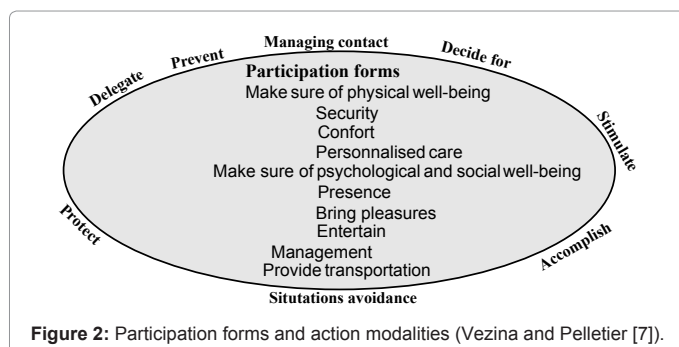 Managing contact
Prevent
Decide for
Delegate
Stimulate
Participation forms
Make sure of physical well-being
Security
Confort
Personnalised care
Make sure of psychological and social well-being
Presence
Bring pleasures
Entertain
Management
Provide transportation
Protect
Accomplish
Situtations avoidance
Figure 2: Participation forms and action modalities (Vezina and Pelletier [7]).